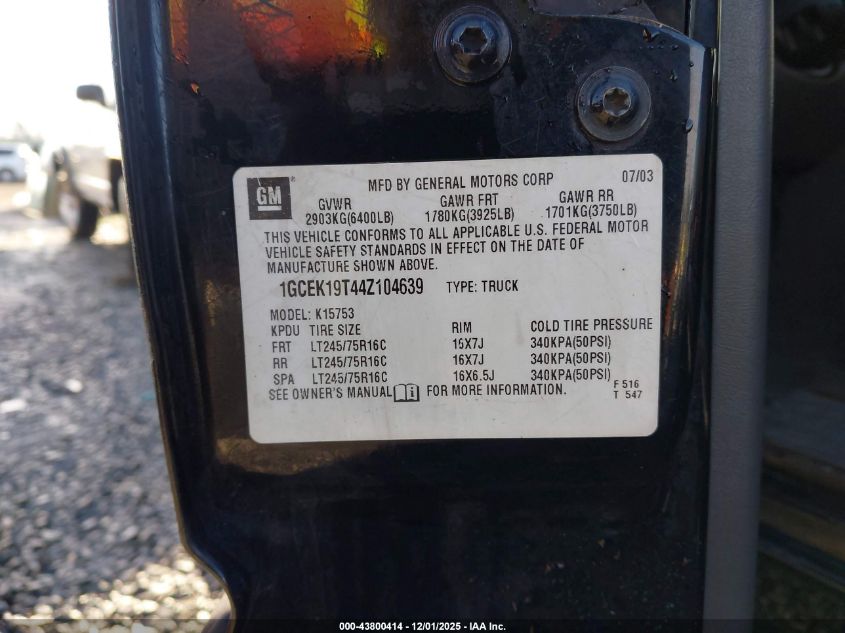 GM
®
MFD BY GENERAL MOTORS CORP 07/03
GVWR GAWR FRT GAWR RR
2903KG(6400LB) 1780KG(3925LB) 1701KG(3750LB)
THIS VEHICLE CONFORMS TO ALL APPLICABLE U.S. FEDERAL MOTOR
VEHICLE SAFETY STANDARDS IN EFFECT ON THE DATE OF
MANUFACTURE SHOWN ABOVE.
1GCEK19T44Z104639 TYPE: TRUCK
MODEL: K15753
KPDU TIRE SIZE RIM COLD TIRE PRESSURE
FRT LT245/75R16C 16X7J 340KPA(50PSI)
RR LT245/75R16C 16X7J 340KPA(50PSI)
SPA LT245/75R16C 16X6.5J 340KPA(50PSI)
SEE OWNER'S MANUAL FOR MORE INFORMATION.
F 516
T 547
000-43800414 - 12/01/2025 - IAA Inc.